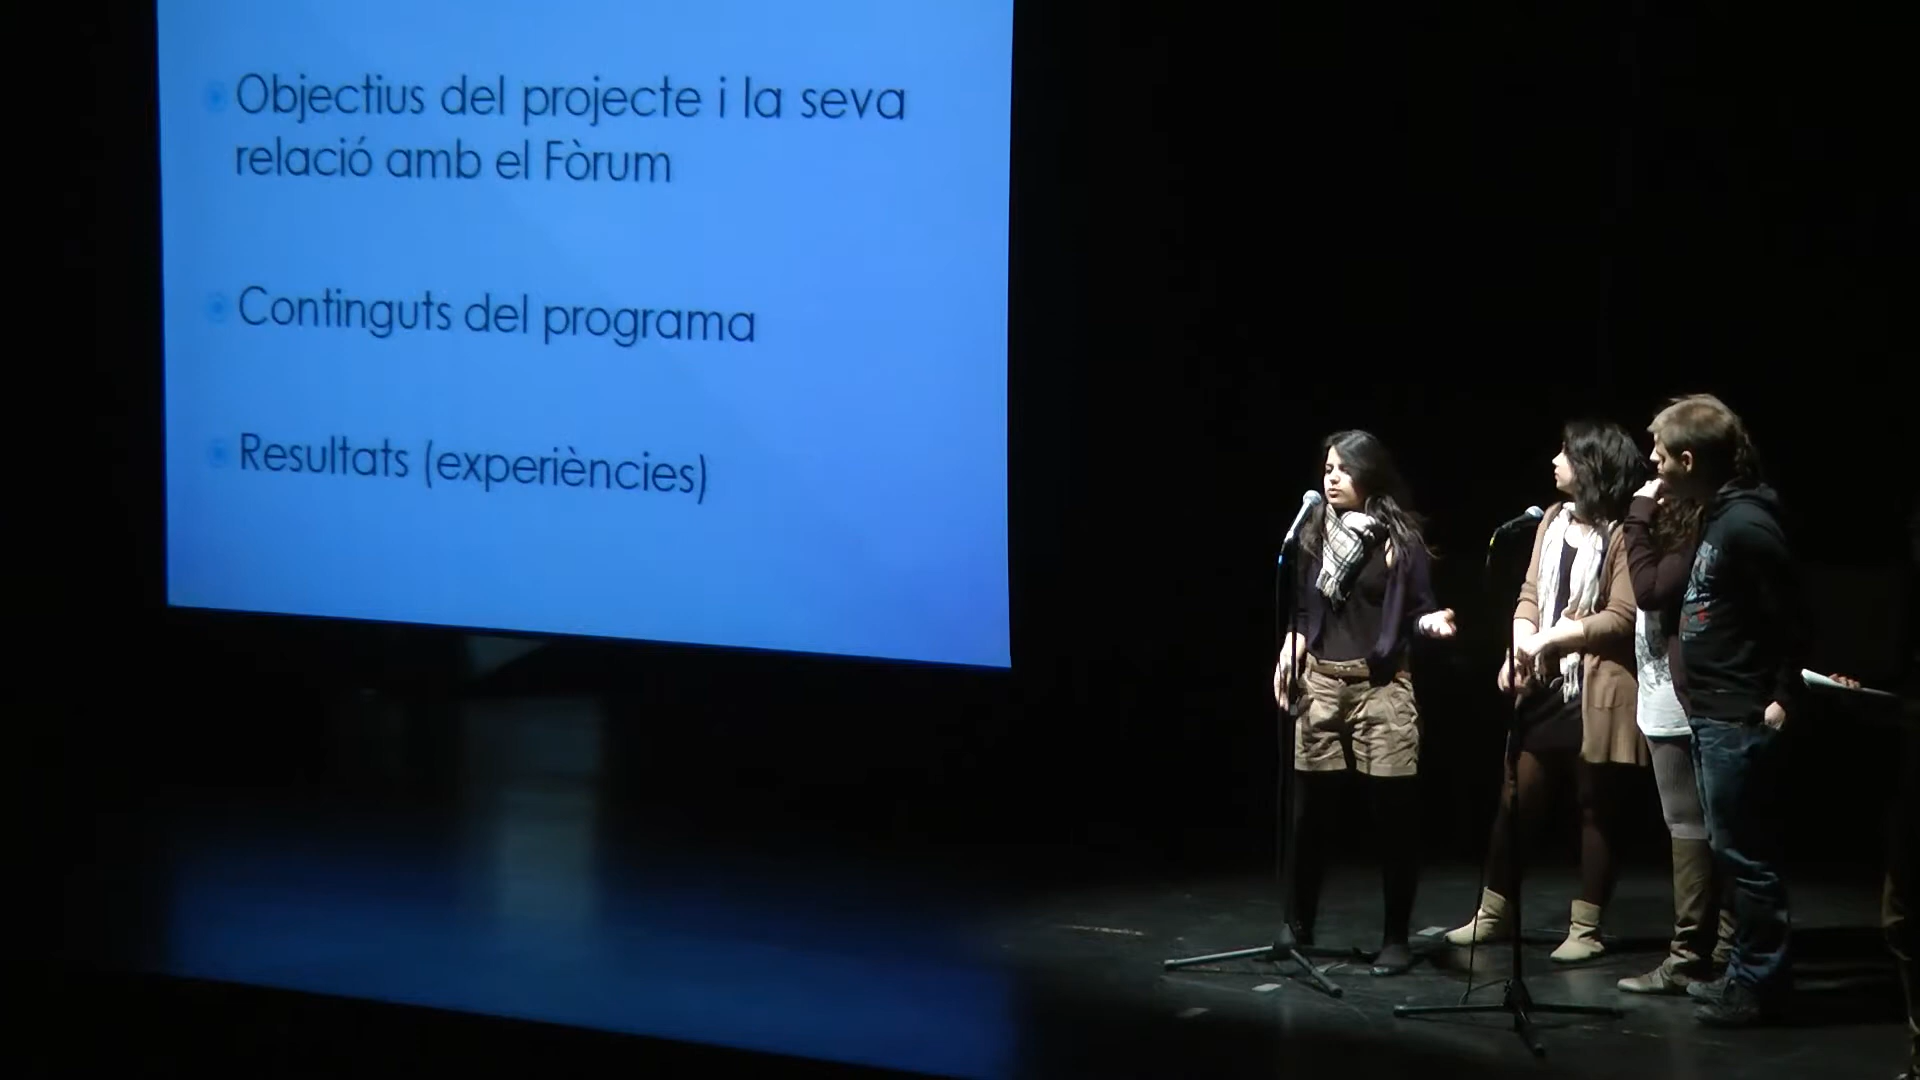 Objectius del projecte i la seva
relació amb el Fòrum
Continguts del programa
Resultats (experiències)